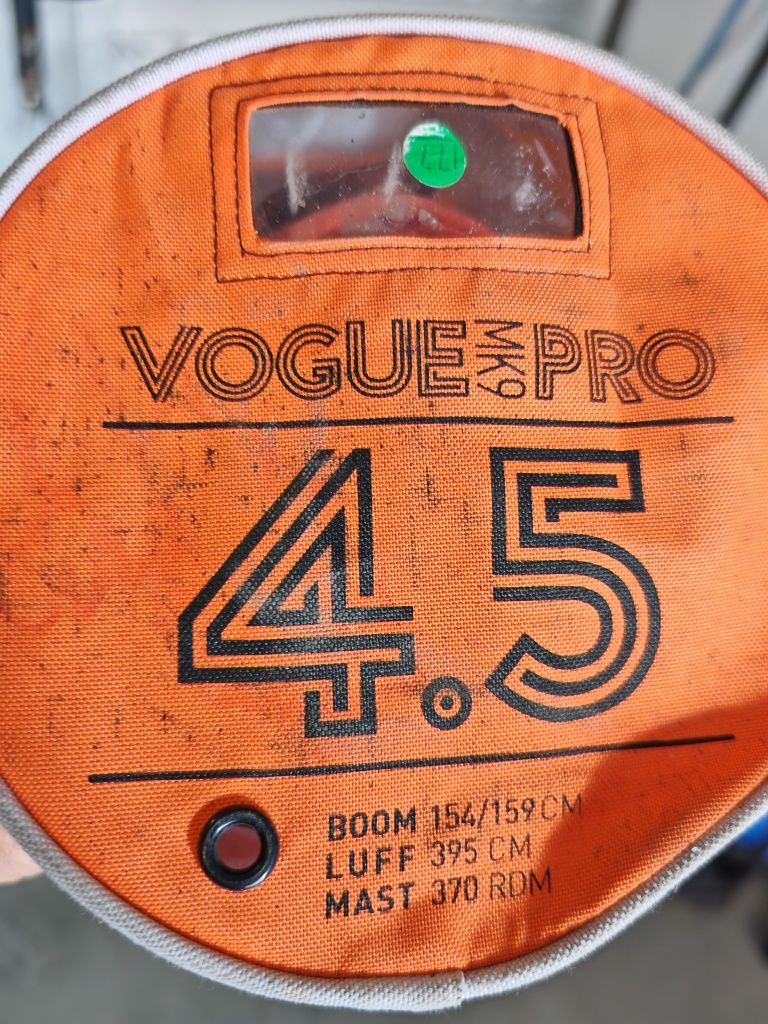 VOGUE MK9 PRO
4.5
BOOM 154/159 CM
LUFF 395 CM
MAST 370 RDM